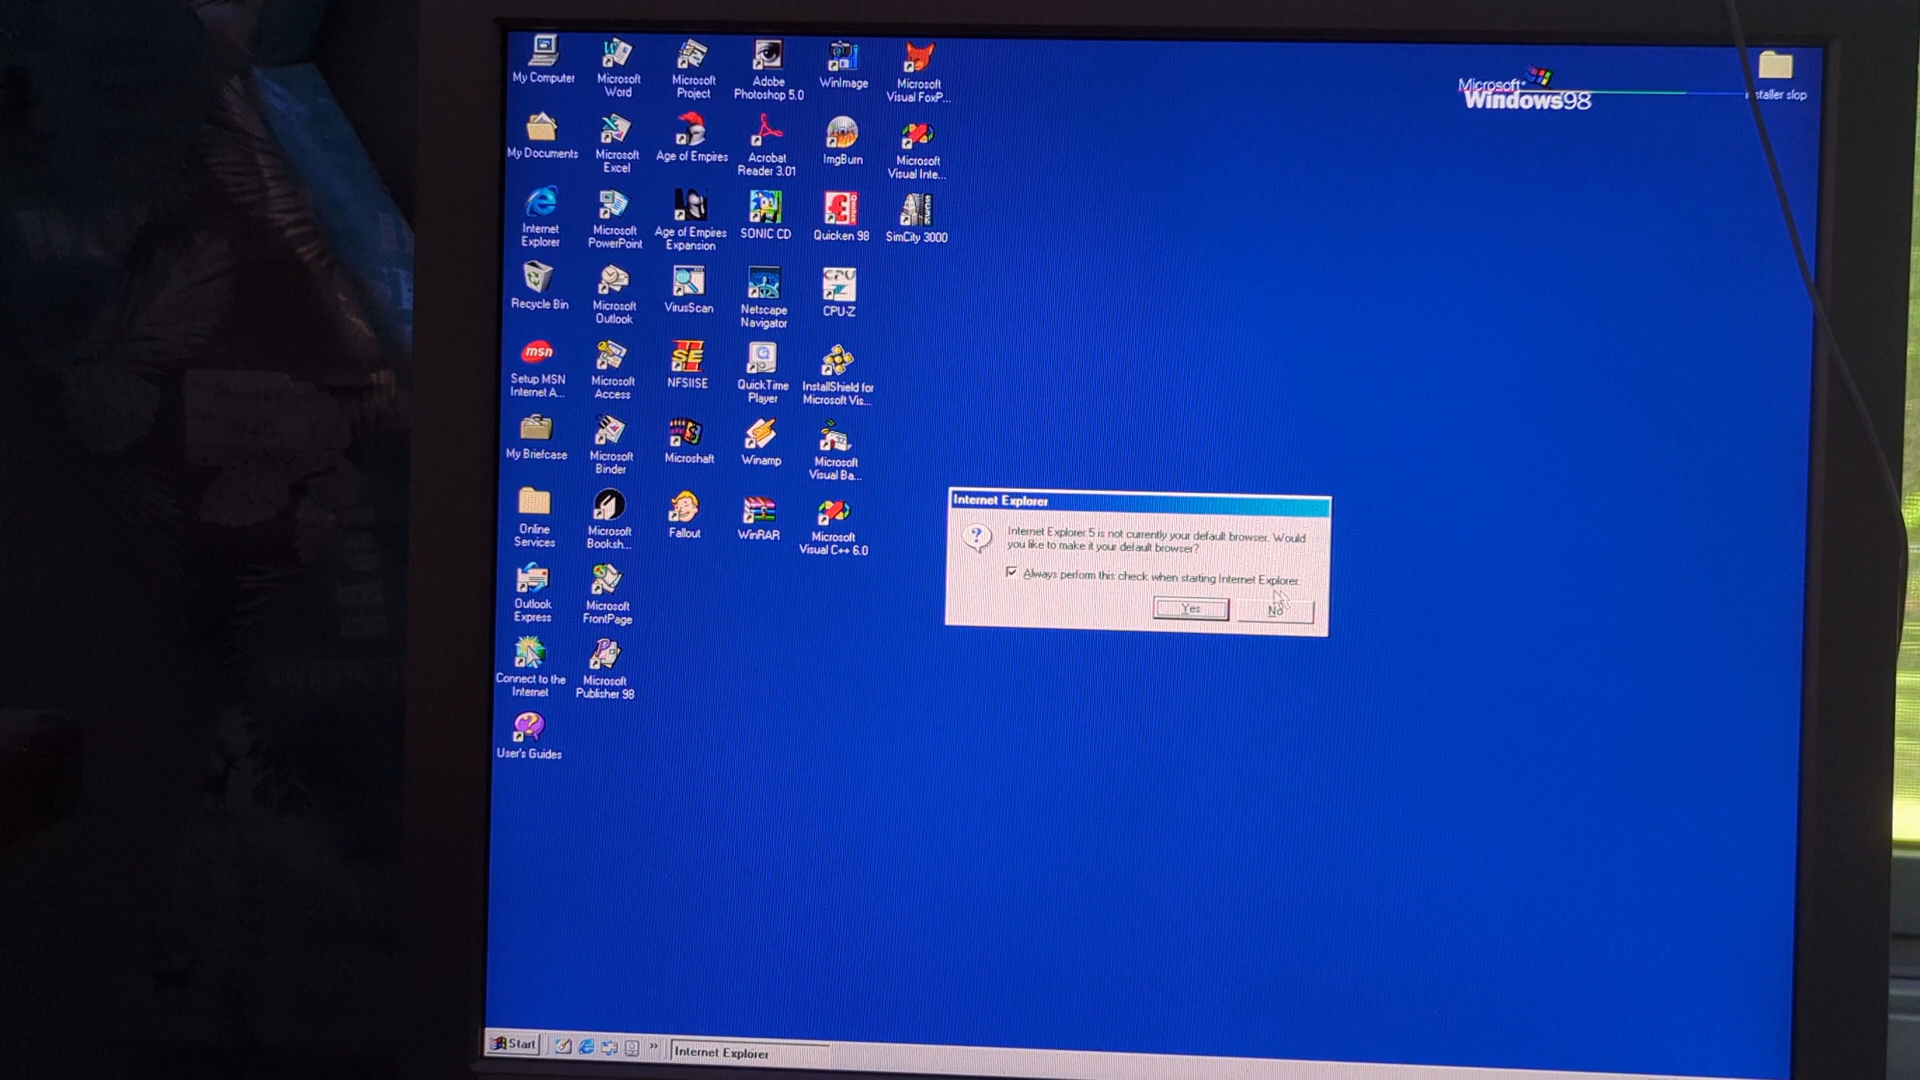 My Computer
Microsoft
Word
Microsoft
Project
Adobe
Photoshop 5.0
WinImage
Microsoft
Visual FoxP...
Microsoft
Windows98
staller slop
My Documents
Microsoft
Excel
Age of Empires
Acrobat
Reader 3.01
ImgBurn
Microsoft
Visual Inte...
Internet
Explorer
Microsoft
PowerPoint
Age of Empires
Expansion
SONIC CD
Quicken 98
SimCity 3000
Recycle Bin
Microsoft
Outlook
VirusScan
Netscape
Navigator
CPU
CPU-Z
msn
Setup MSN
Internet A...
Microsoft
Access
SE
NFSIISE
QuickTime
Player
InstallShield for
Microsoft Vis...
My Briefcase
Microsoft
Binder
Microshaft
Winamp
Microsoft
Visual Ba...
Online
Services
Microsoft
Booksh...
Fallout
WinRAR
Microsoft
Visual C++ 6.0
Internet Explorer
Internet Explorer 5 is not currently your default browser. Would
you like to make it your default browser?
Always perform this check when starting Internet Explorer.
Yes
No
Outlook
Express
Microsoft
FrontPage
Connect to the
Internet
Microsoft
Publisher 98
User's Guides
Start
Internet Explorer